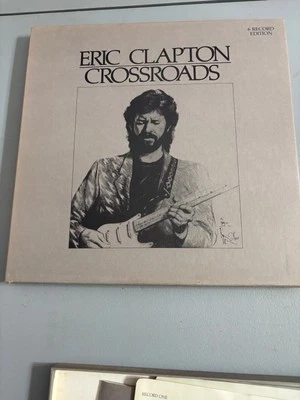 ERIC CLAPTON
CROSSROADS
6 RECORD
EDITION
RECORD ONE